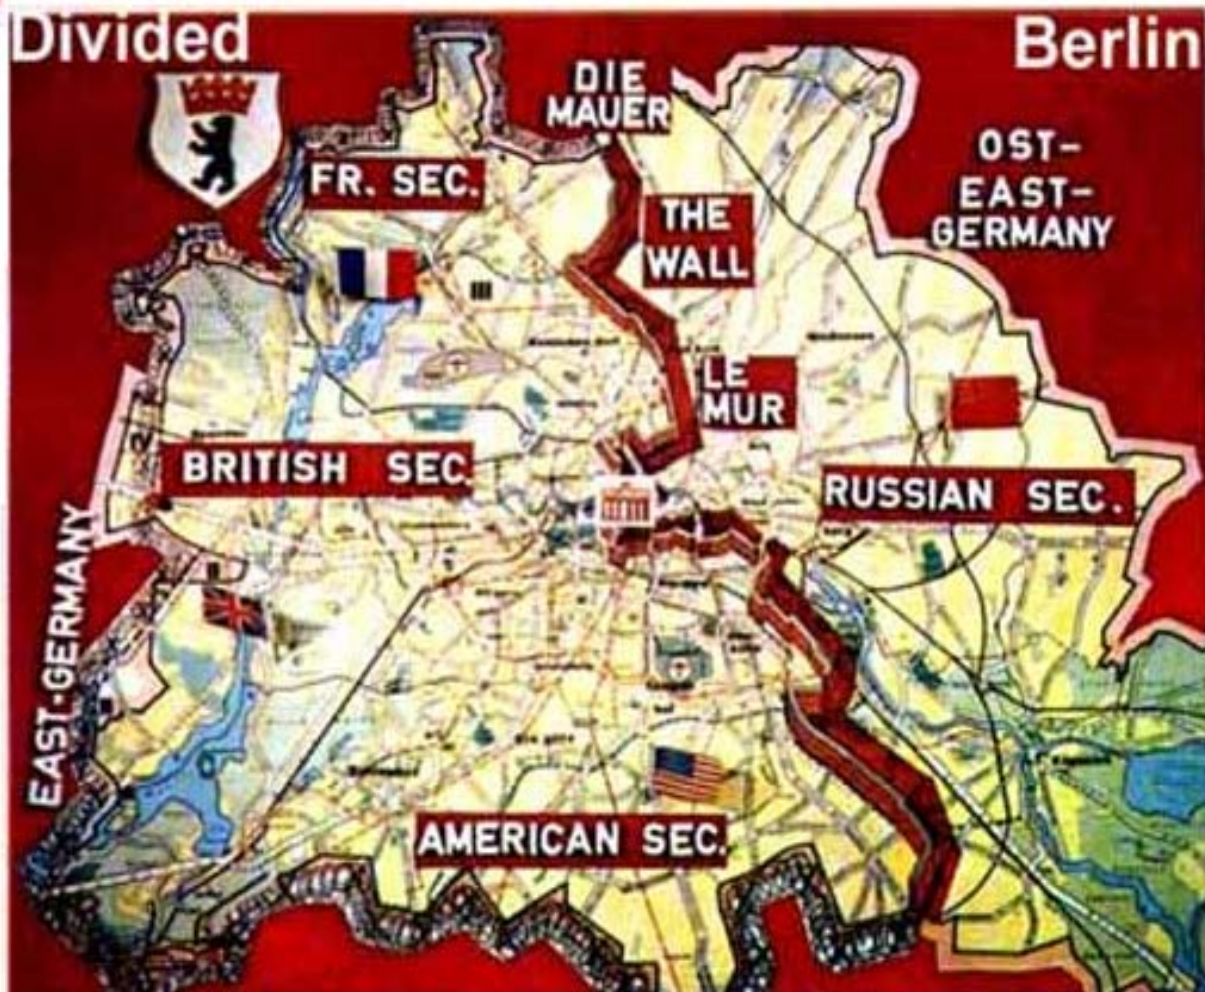 Divided Berlin
DIE
MAUER
OST-
EAST-
GERMANY
FR. SEC.
THE
WALL
LE
MUR
BRITISH SEC.
RUSSIAN SEC.
EAST-GERMANY
AMERICAN SEC.